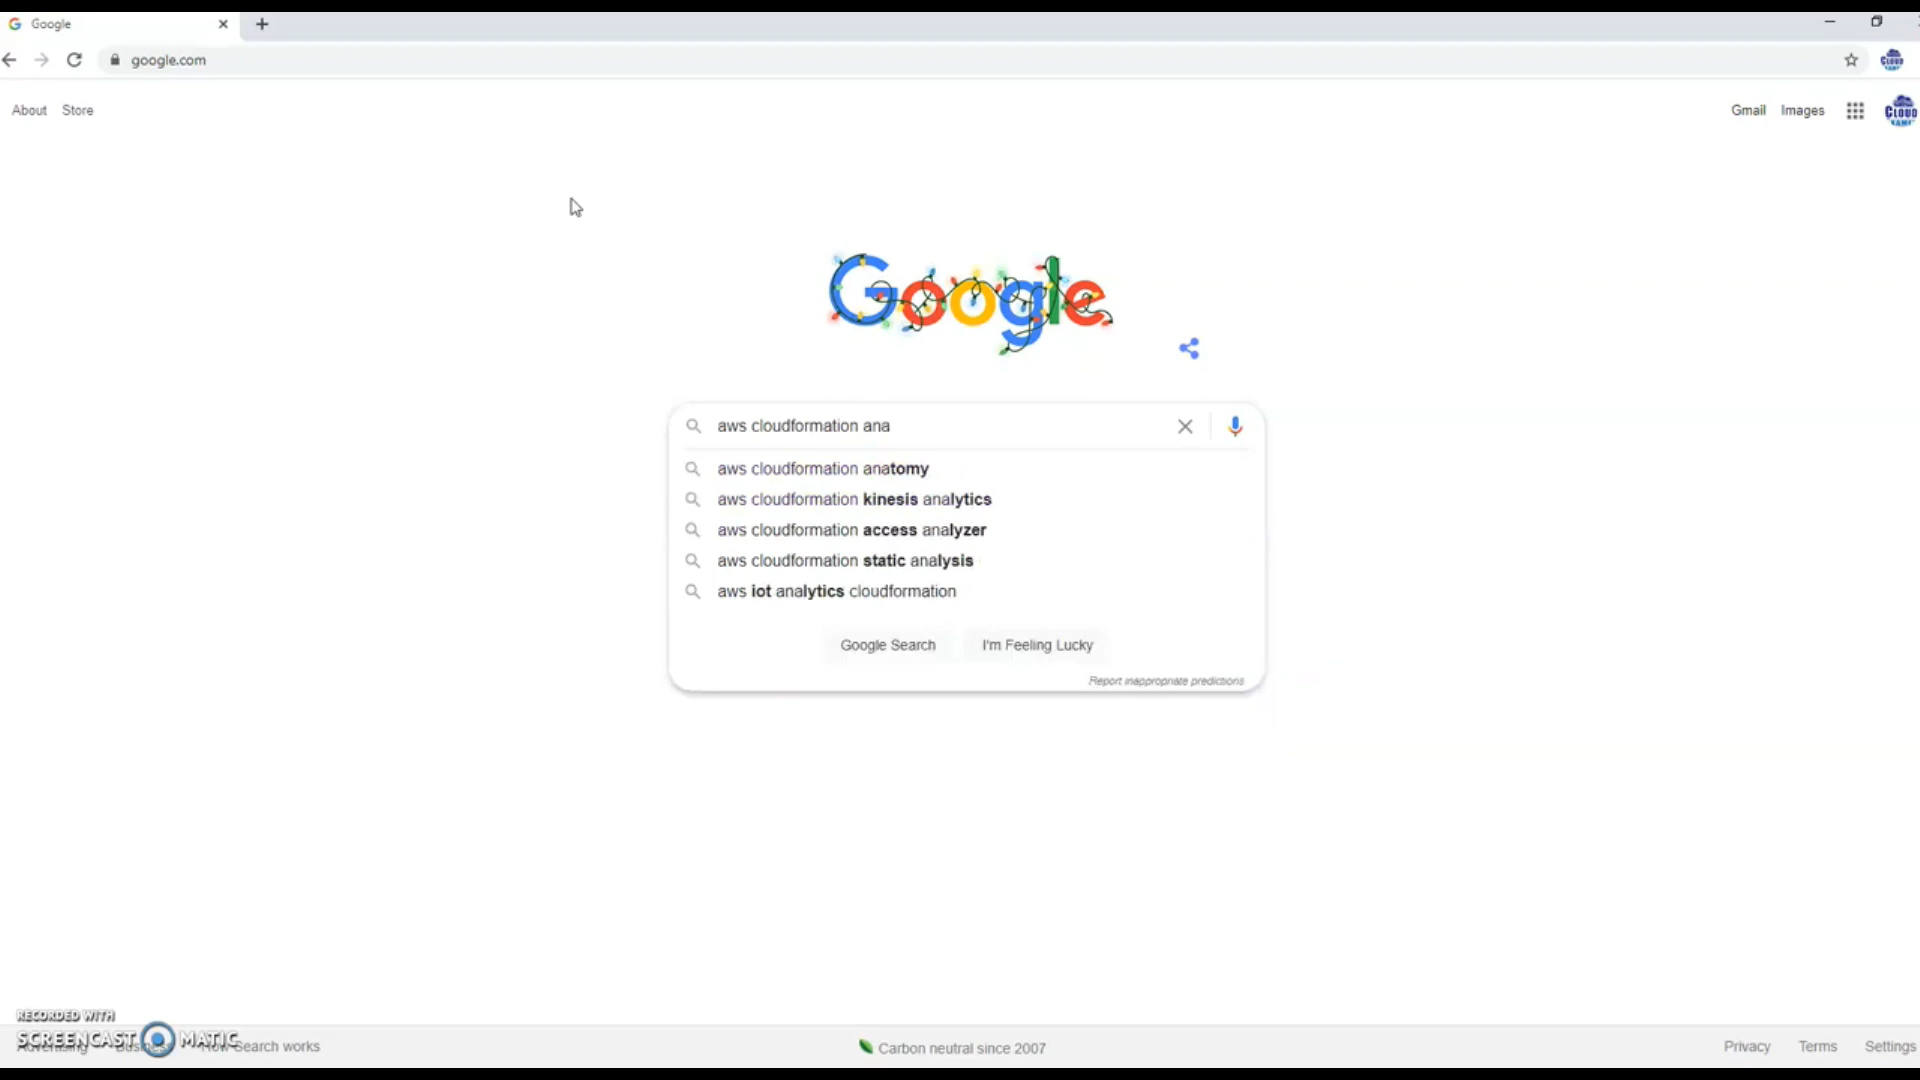 Google
google.com
About Store
Gmail Images
CLOUD
Google
aws cloudformation ana
aws cloudformation anatomy
aws cloudformation kinesis analytics
aws cloudformation access analyzer
aws cloudformation static analysis
aws iot analytics cloudformation
Google Search I'm Feeling Lucky
Report inappropriate predictions
RECORDED WITH
SCREENCAST MATIC
Advertising Business How Search works
Carbon neutral since 2007
Privacy Terms Settings